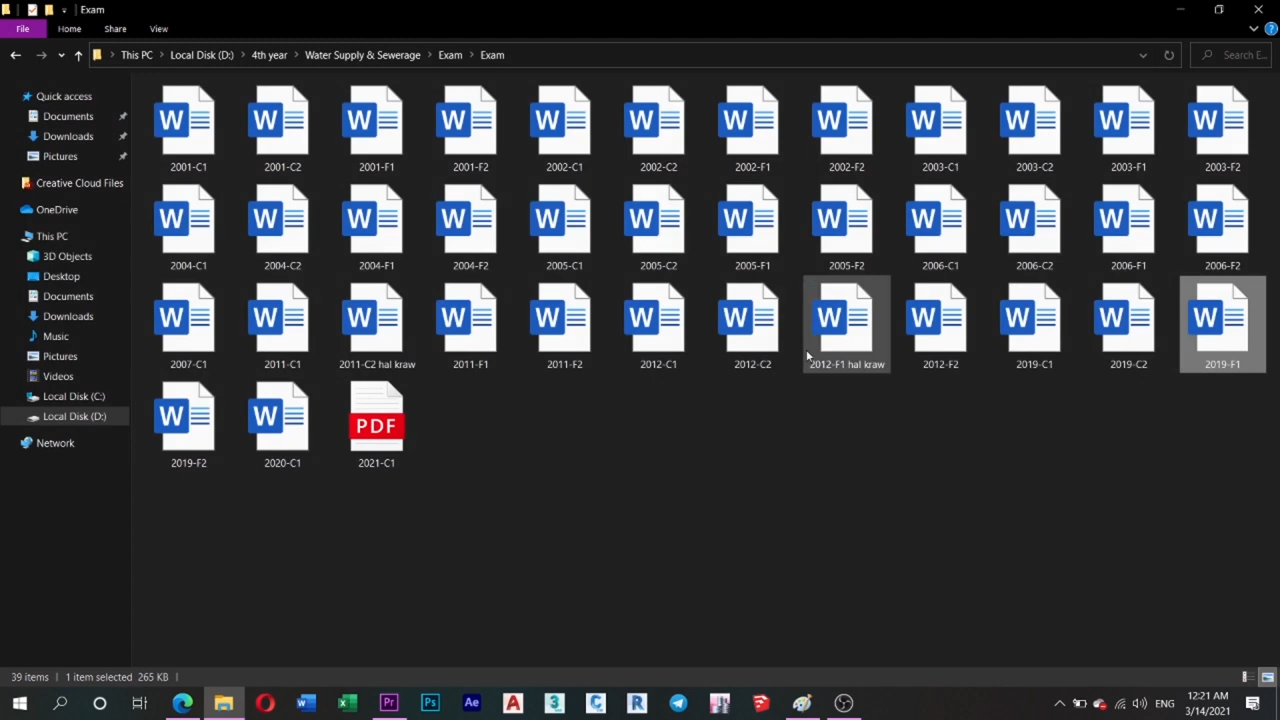 Exam
File Home Share View
This PC Local Disk (D:) 4th year Water Supply & Sewerage Exam Exam Search E...
Quick access
Documents
Downloads
Pictures
Creative Cloud Files
OneDrive
This PC
3D Objects
Desktop
Documents
Downloads
Music
Pictures
Videos
Local Disk (C:)
Local Disk (D:)
Network
2001-C1 2001-C2 2001-F1 2001-F2 2002-C1 2002-C2 2002-F1 2002-F2 2003-C1 2003-C2 2003-F1 2003-F2
2004-C1 2004-C2 2004-F1 2004-F2 2005-C1 2005-C2 2005-F1 2005-F2 2006-C1 2006-C2 2006-F1 2006-F2
2007-C1 2011-C1 2011-C2 hal kraw 2011-F1 2011-F2 2012-C1 2012-C2 2012-F1 hal kraw 2012-F2 2019-C1 2019-C2 2019-F1
PDF
2019-F2 2020-C1 2021-C1
39 items 1 item selected 265 KB
Pr Ps Ae A 3 C R ENG 12:21 AM
3/14/2021